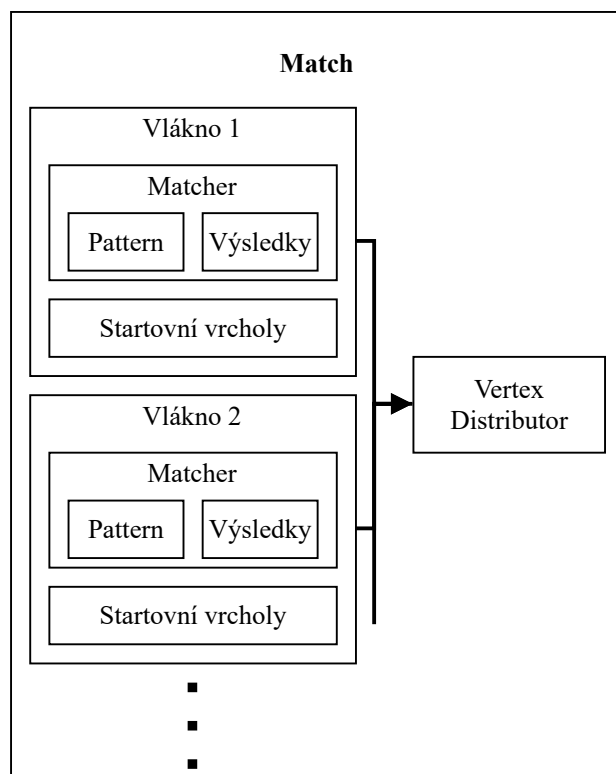 Match
Vlákno 1
Matcher
Pattern
Výsledky
Startovní vrcholy
Vlákno 2
Matcher
Pattern
Výsledky
Startovní vrcholy
Vertex
Distributor